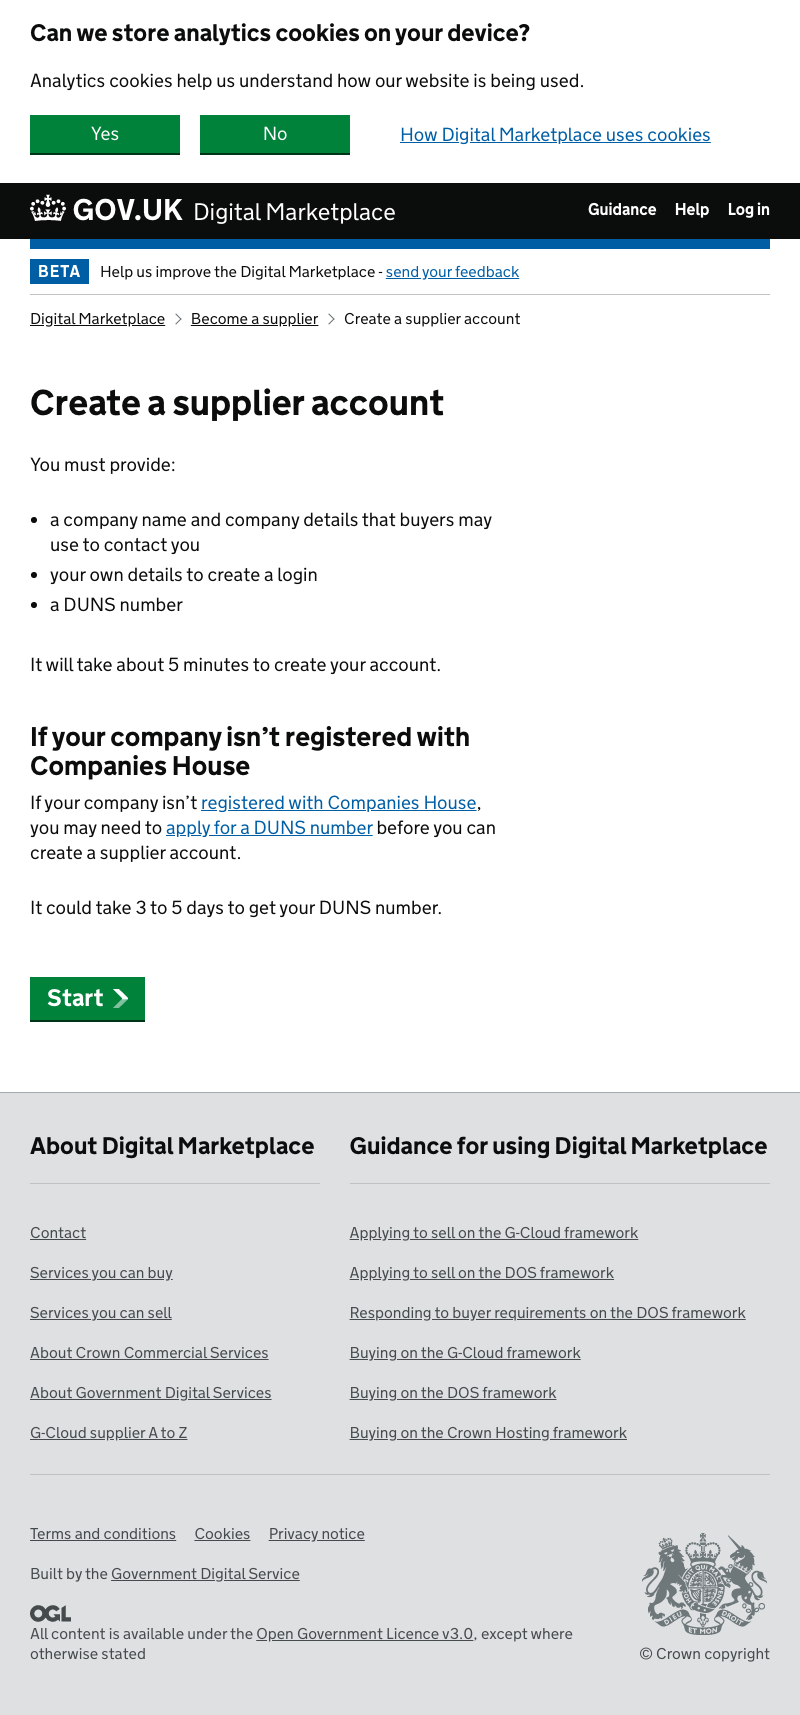 Can we store analytics cookies on your device?
Analytics cookies help us understand how our website is being used.
Yes No How Digital Marketplace uses cookies
GOV.UK Digital Marketplace Guidance Help Log in
BETA Help us improve the Digital Marketplace - send your feedback
Digital Marketplace Become a supplier Create a supplier account
Create a supplier account
You must provide:
• a company name and company details that buyers may
use to contact you
• your own details to create a login
• a DUNS number
It will take about 5 minutes to create your account.
If your company isn’t registered with
Companies House
If your company isn’t registered with Companies House,
you may need to apply for a DUNS number before you can
create a supplier account.
It could take 3 to 5 days to get your DUNS number.
Start
About Digital Marketplace
Contact
Services you can buy
Services you can sell
About Crown Commercial Services
About Government Digital Services
G-Cloud supplier A to Z
Guidance for using Digital Marketplace
Applying to sell on the G-Cloud framework
Applying to sell on the DOS framework
Responding to buyer requirements on the DOS framework
Buying on the G-Cloud framework
Buying on the DOS framework
Buying on the Crown Hosting framework
Terms and conditions Cookies Privacy notice
Built by the Government Digital Service
OGL
All content is available under the Open Government Licence v3.0, except where
otherwise stated
DIEU ET MON DROIT
© Crown copyright